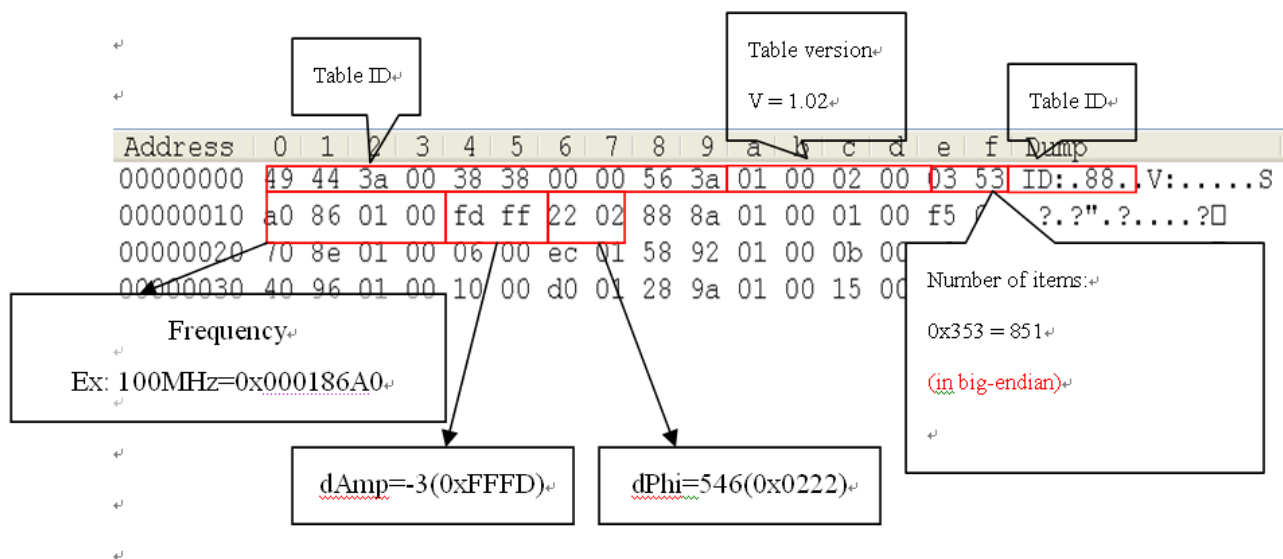 Table ID
Table version
V = 1.02
Table ID
Address 0 1 2 3 4 5 6 7 8 9 a b c d e f Dump
00000000 49 44 3a 00 38 38 00 00 56 3a 01 00 02 00 03 53 ID:.88..V:.....S
00000010 a0 86 01 00 fd ff 22 02 88 8a 01 00 01 00 f5 ?.?".?....?□
00000020 70 8e 01 00 06 00 ec 01 58 92 01 00 0b 00
00000030 40 96 01 00 10 00 d0 01 28 9a 01 00 15 00
Number of items:
0x353 = 851
(in big-endian)
Frequency
Ex: 100MHz=0x000186A0
dAmp=-3(0xFFFD)
dPhi=546(0x0222)